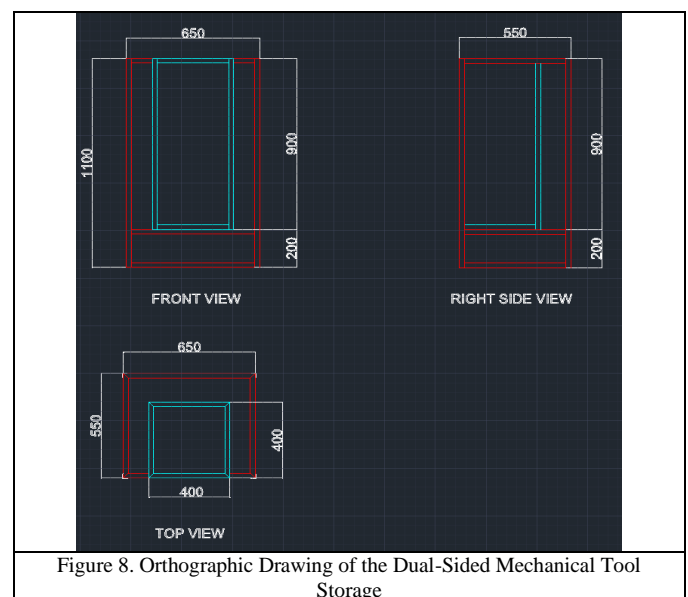 650
550
1100
900
900
200
200
FRONT VIEW
RIGHT SIDE VIEW
650
550
400
400
TOP VIEW
Figure 8. Orthographic Drawing of the Dual-Sided Mechanical Tool
Storage